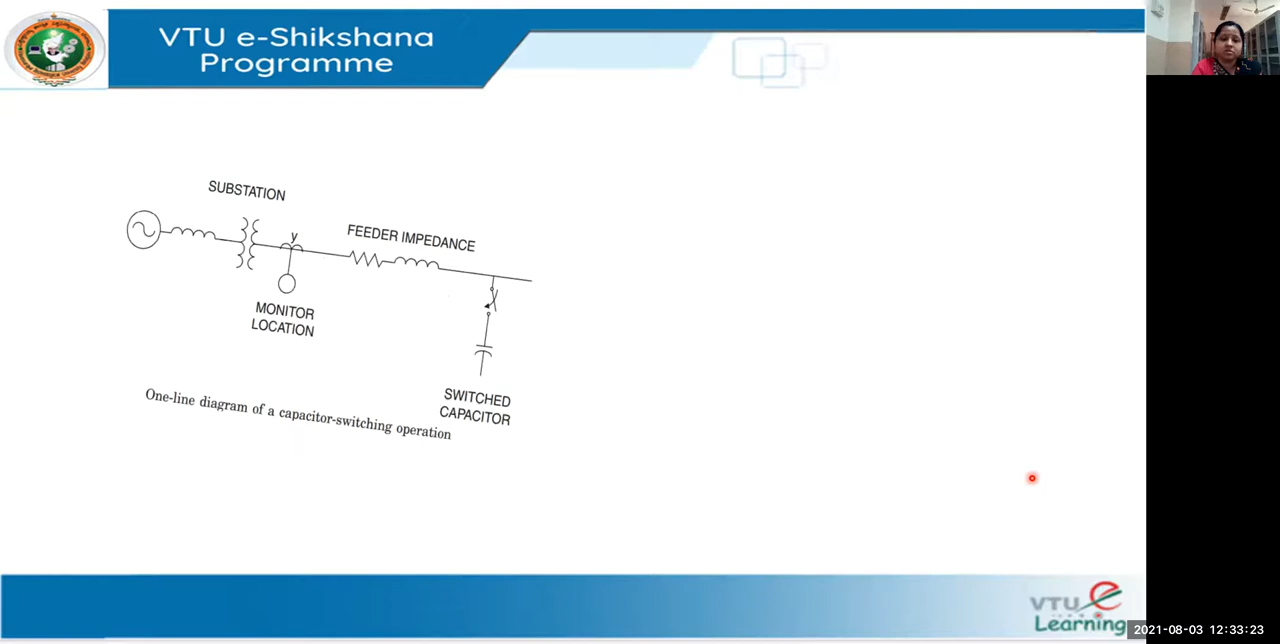 VTU e-Shikshana
Programme
SUBSTATION
y
FEEDER IMPEDANCE
MONITOR
LOCATION
SWITCHED
CAPACITOR
One-line diagram of a capacitor-switching operation
VTU e
Learning
2021-08-03 12:33:23